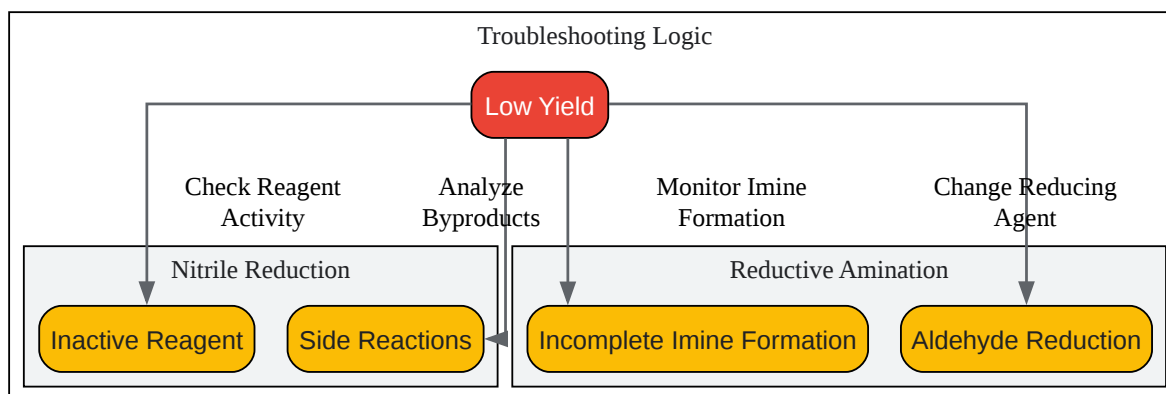 Troubleshooting Logic
Low Yield
Check Reagent
Activity
Analyze
Byproducts
Monitor Imine
Formation
Change Reducing
Agent
Nitrile Reduction
Reductive Amination
Inactive Reagent
Side Reactions
Incomplete Imine Formation
Aldehyde Reduction